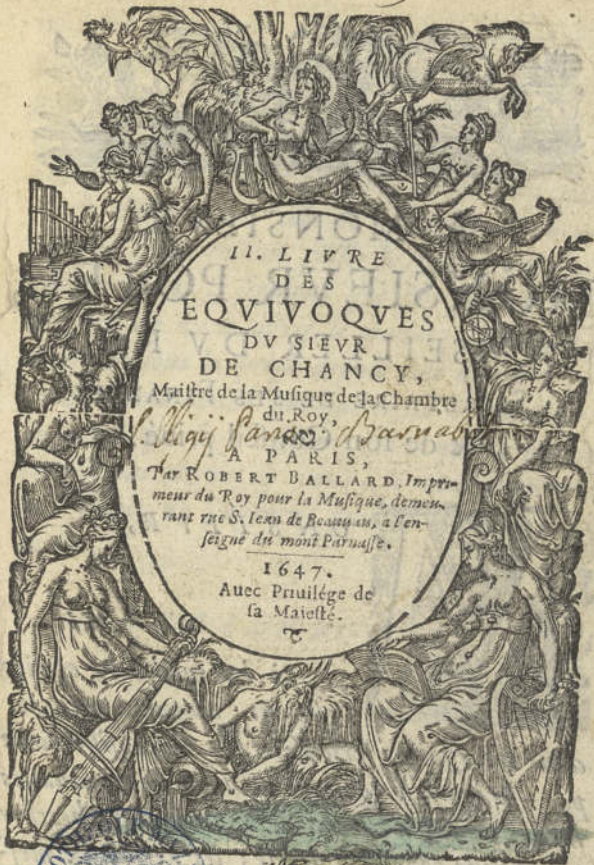 II. LIVRE
DES
EQVIVOQVES
DV SIEVR
DE CHANCY,
Maiſtre de la Muſique de la Chambre
du Roy,
A PARIS,
Par ROBERT BALLARD, Impri-
meur du Roy pour la Muſique, demeu-
rant rue S. Iean de Beauuau, a l'en-
ſeigne du mont Parnaſſe.
1647.
Auec Priuilége de
ſa Maieſté.